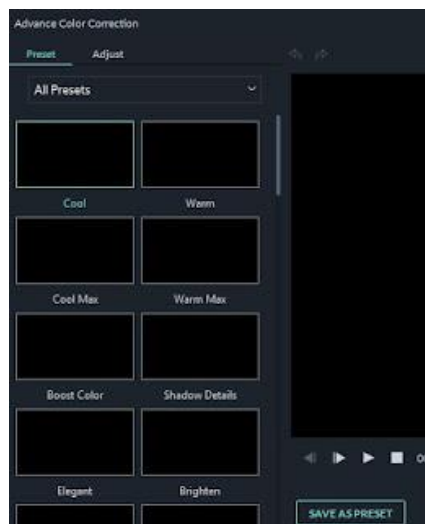 Advance Color Correction
Preset Adjust
All Presets
Cool Warm
Cool Max Warm Max
Boost Color Shadow Details
Elegant Brighten
SAVE AS PRESET